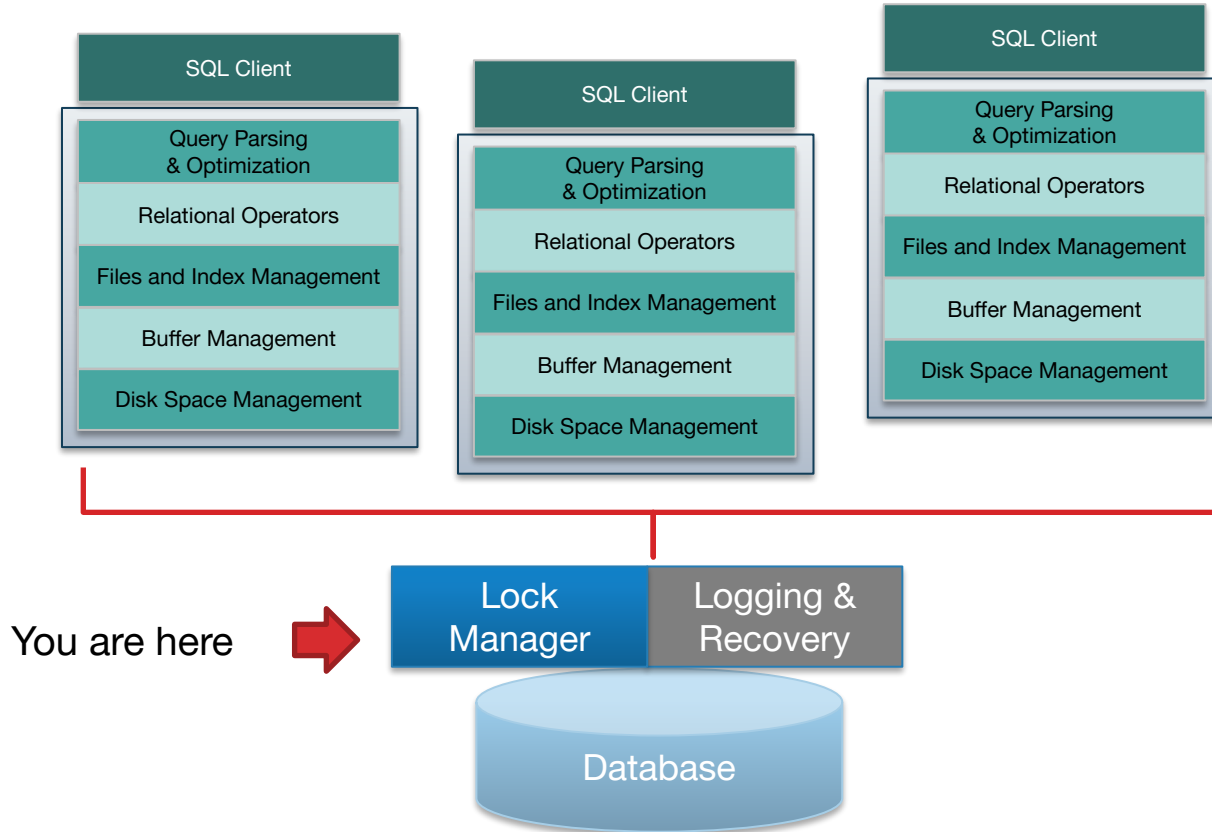 SQL Client
Query Parsing
& Optimization
Relational Operators
Files and Index Management
Buffer Management
Disk Space Management
SQL Client
Query Parsing
& Optimization
Relational Operators
Files and Index Management
Buffer Management
Disk Space Management
SQL Client
Query Parsing
& Optimization
Relational Operators
Files and Index Management
Buffer Management
Disk Space Management
You are here
Lock
Manager
Logging &
Recovery
Database